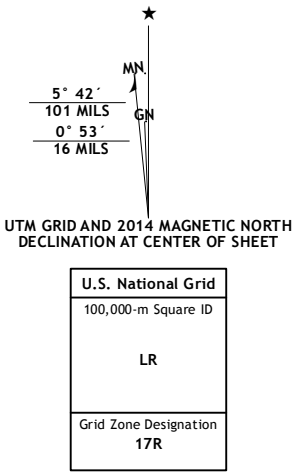 ★
MN.
5° 42´
101 MILS
GN
0° 53´
16 MILS
UTM GRID AND 2014 MAGNETIC NORTH
DECLINATION AT CENTER OF SHEET
U.S. National Grid
100,000-m Square ID
LR
Grid Zone Designation
17R